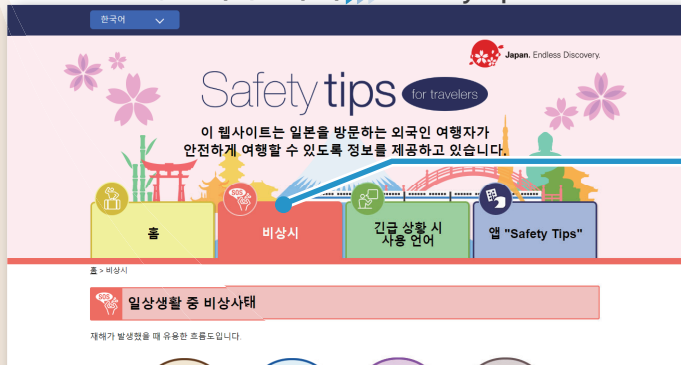 한국어
Japan. Endless Discovery.
Safety tips for travelers
이 웹사이트는 일본을 방문하는 외국인 여행자가
안전하게 여행할 수 있도록 정보를 제공하고 있습니다.
홈
SOS
비상시
긴급 상황 시
사용 언어
앱 "Safety Tips"
홈 > 비상시
SOS
일상생활 중 비상사태
재해가 발생했을 때 유용한 흐름도입니다.